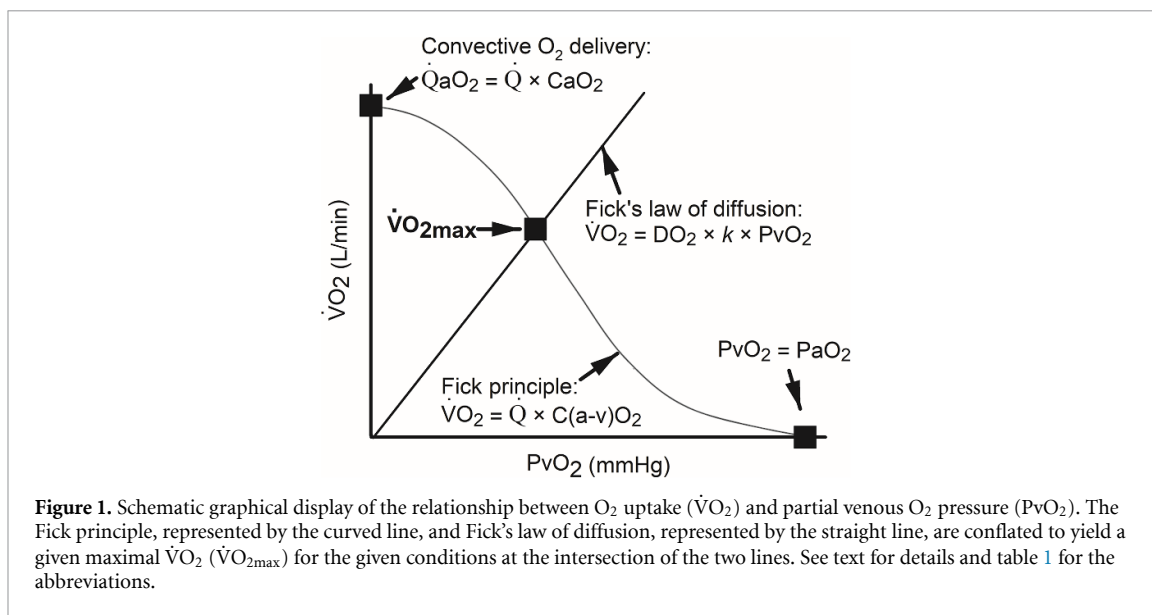 Convective O₂ delivery:
Q̇aO₂ = Q̇ × CaO₂
V̇O₂max
Fick's law of diffusion:
V̇O₂ = DO₂ × k × PvO₂
V̇O₂ (L/min)
PvO₂ = PaO₂
Fick principle:
V̇O₂ = Q̇ × C(a-v)O₂
PvO₂ (mmHg)
Figure 1. Schematic graphical display of the relationship between O₂ uptake (V̇O₂) and partial venous O₂ pressure (PvO₂). The
Fick principle, represented by the curved line, and Fick’s law of diffusion, represented by the straight line, are conflated to yield a
given maximal V̇O₂ (V̇O₂max) for the given conditions at the intersection of the two lines. See text for details and table 1 for the
abbreviations.